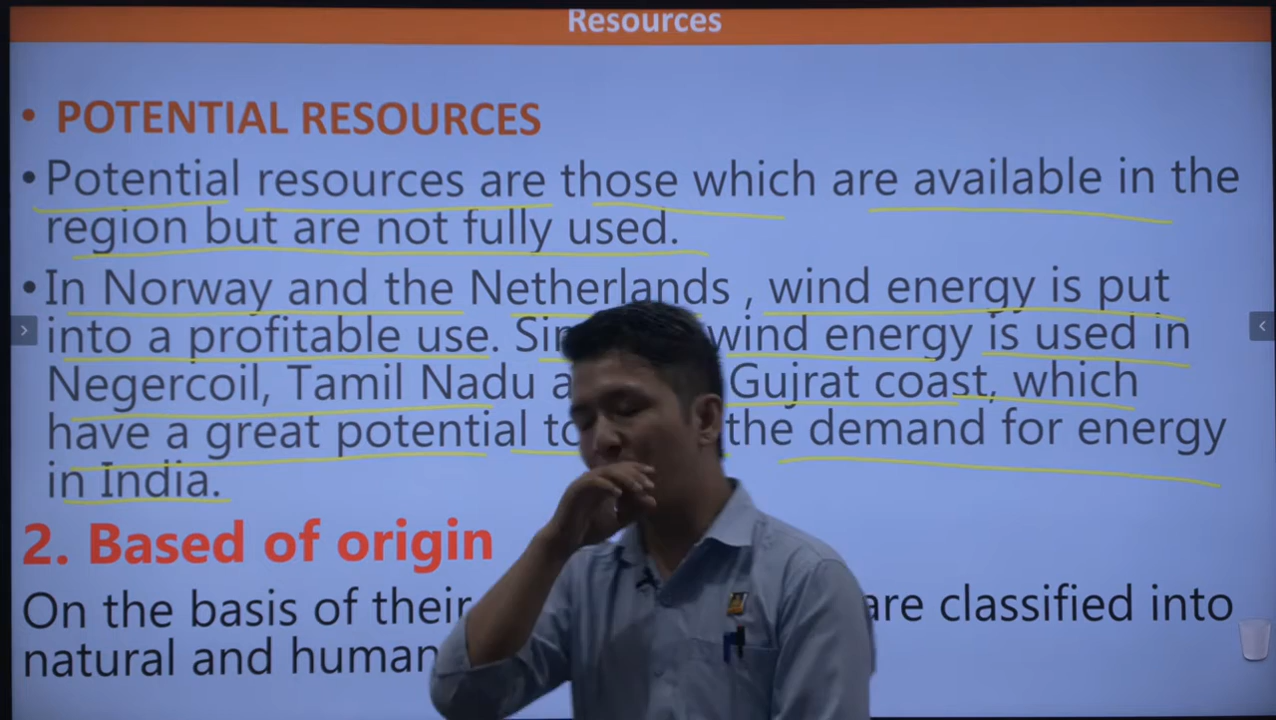 Resources
• POTENTIAL RESOURCES
• Potential resources are those which are available in the
region but are not fully used.
• In Norway and the Netherlands , wind energy is put
into a profitable use. wind energy is used in
Negercoil, Tamil Nadu Gujrat coast, which
have a great potential to the demand for energy
in India.
2. Based of origin
On the basis of their are classified into
natural and human